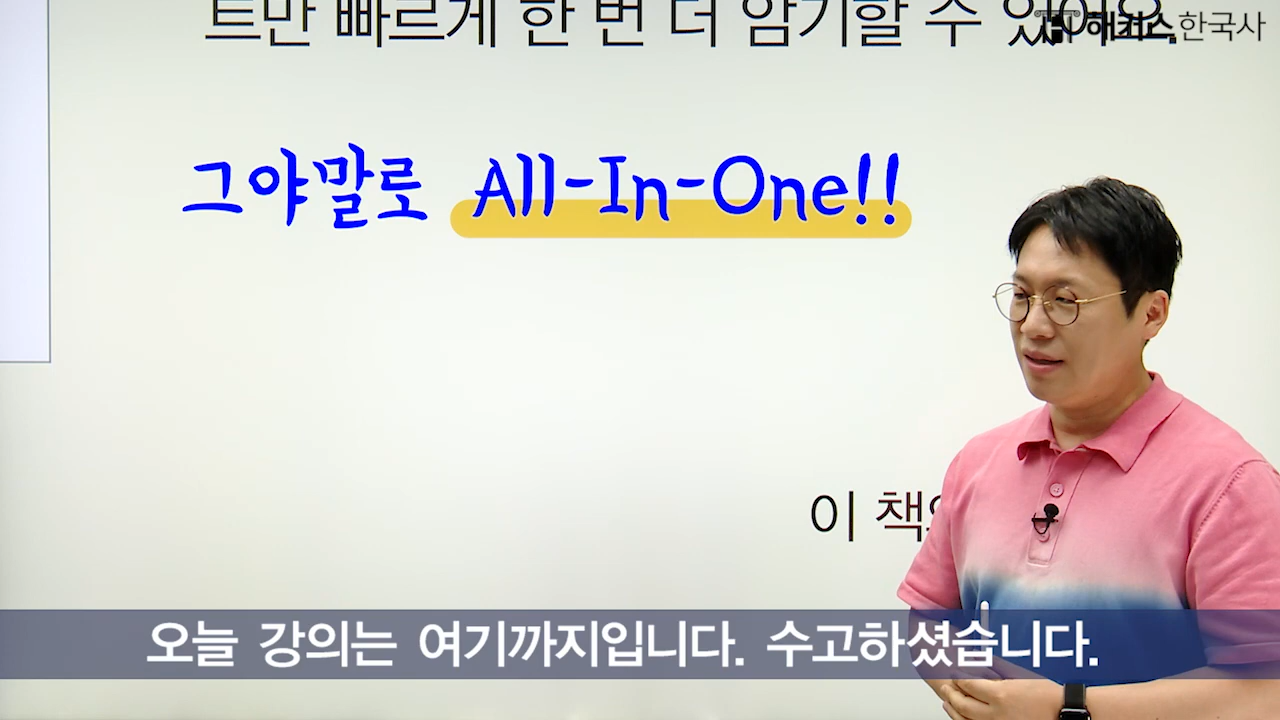 트만 빠르게 한 번 더 암기할 수 있어요.
해커스한국사
그야말로 All-In-One!!
이 책의
오늘 강의는 여기까지입니다. 수고하셨습니다.